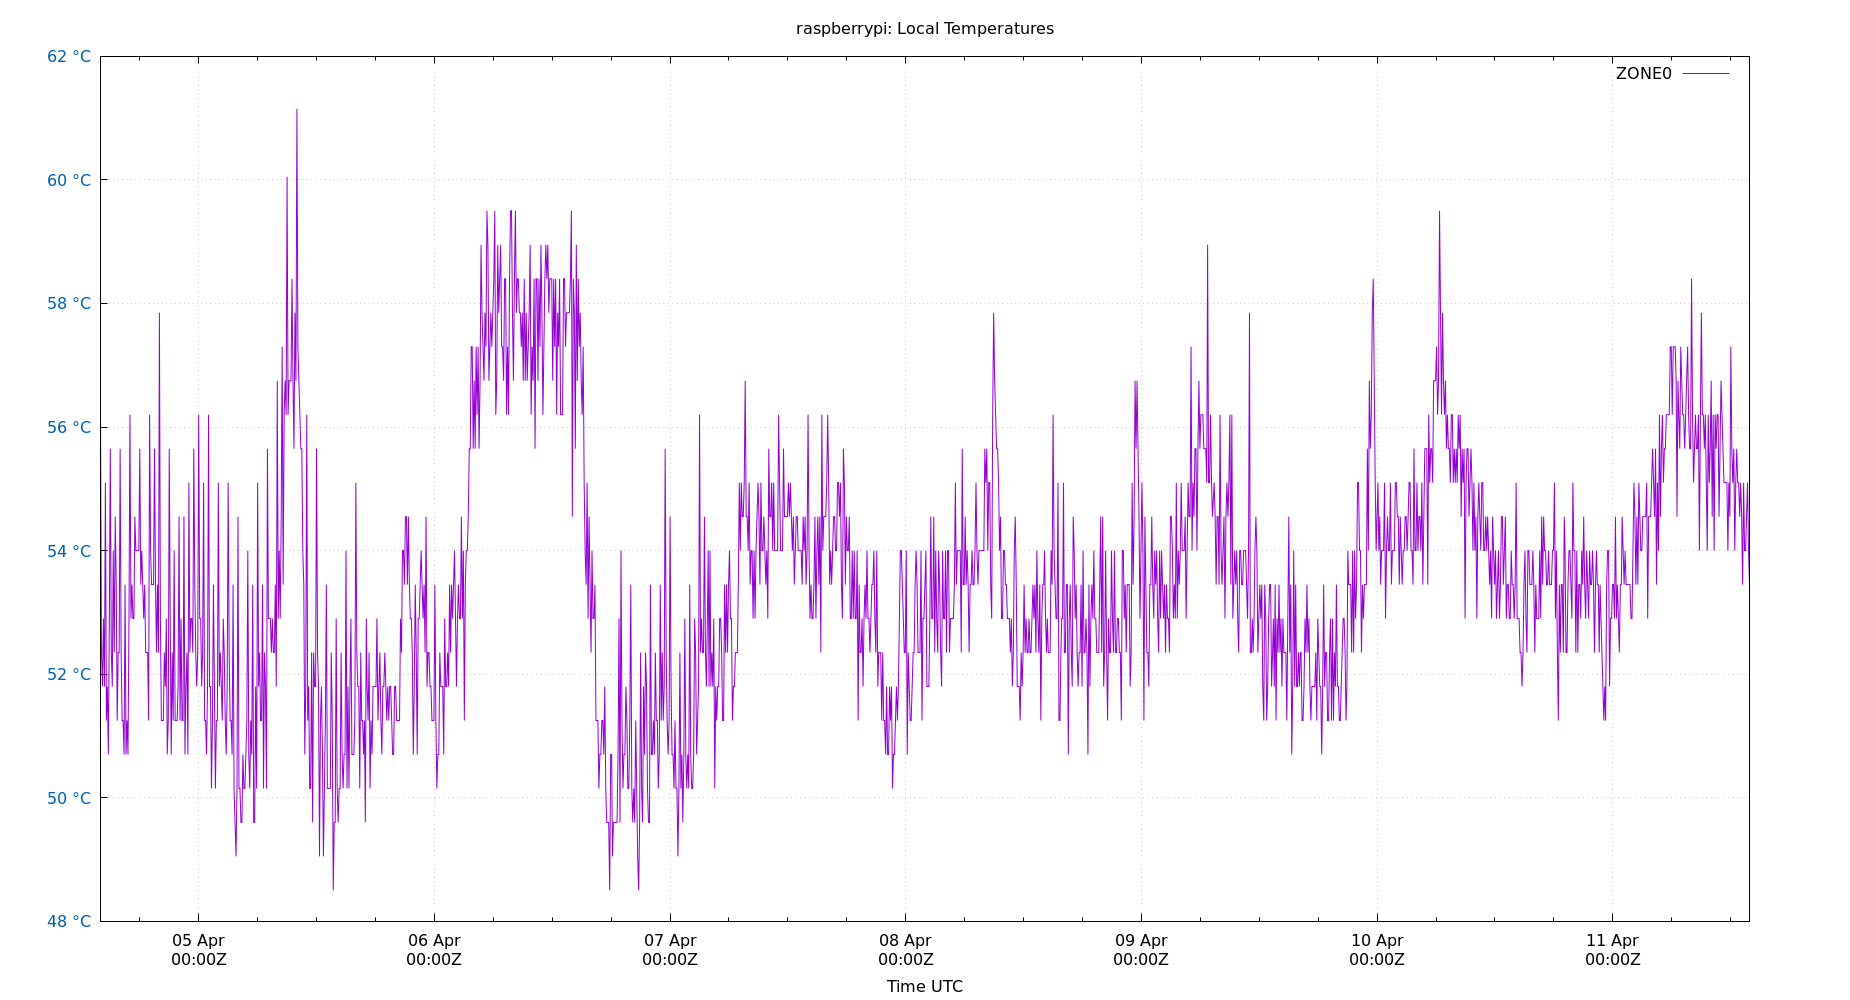 raspberrypi: Local Temperatures
62 °C
ZONE0
60 °C
58 °C
56 °C
54 °C
52 °C
50 °C
48 °C
05 Apr 06 Apr 07 Apr 08 Apr 09 Apr 10 Apr 11 Apr
00:00Z 00:00Z 00:00Z 00:00Z 00:00Z 00:00Z 00:00Z
Time UTC